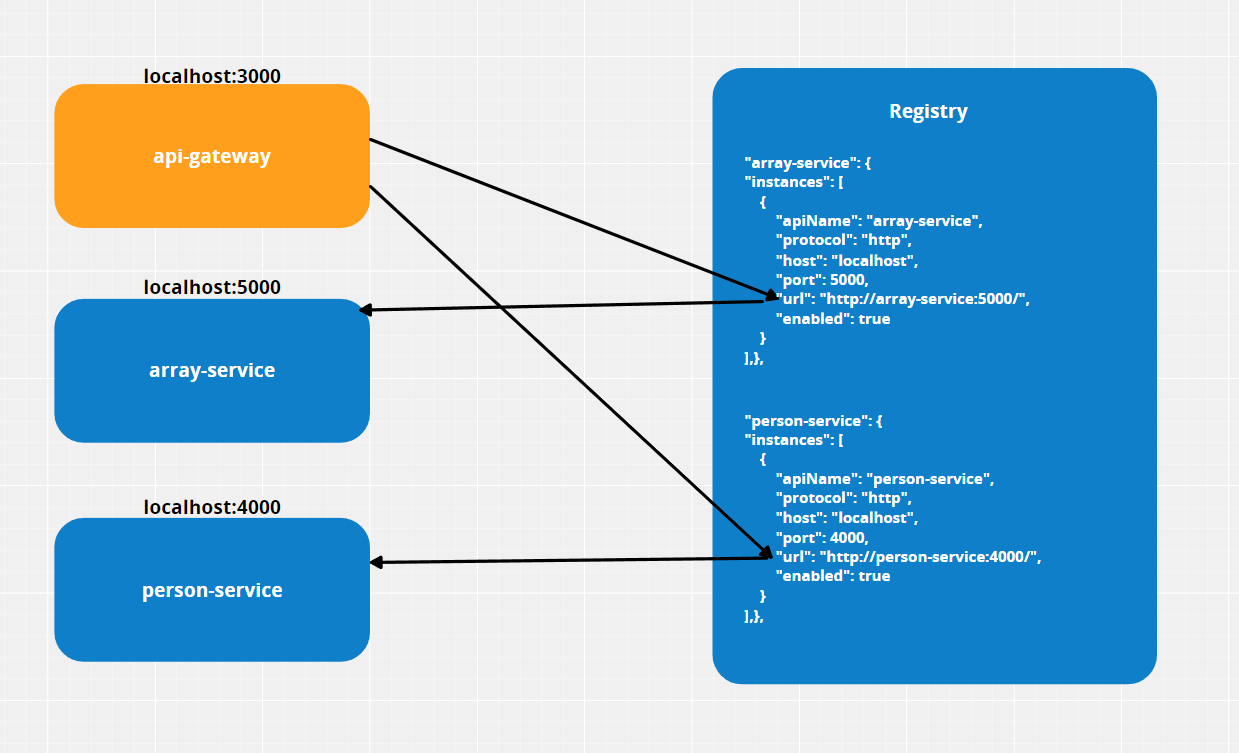 localhost:3000
api-gateway
localhost:5000
array-service
localhost:4000
person-service
Registry
"array-service": {
"instances": [
{
"apiName": "array-service",
"protocol": "http",
"host": "localhost",
"port": 5000,
"url": "http://array-service:5000/",
"enabled": true
}
],},
"person-service": {
"instances": [
{
"apiName": "person-service",
"protocol": "http",
"host": "localhost",
"port": 4000,
"url": "http://person-service:4000/",
"enabled": true
}
],},